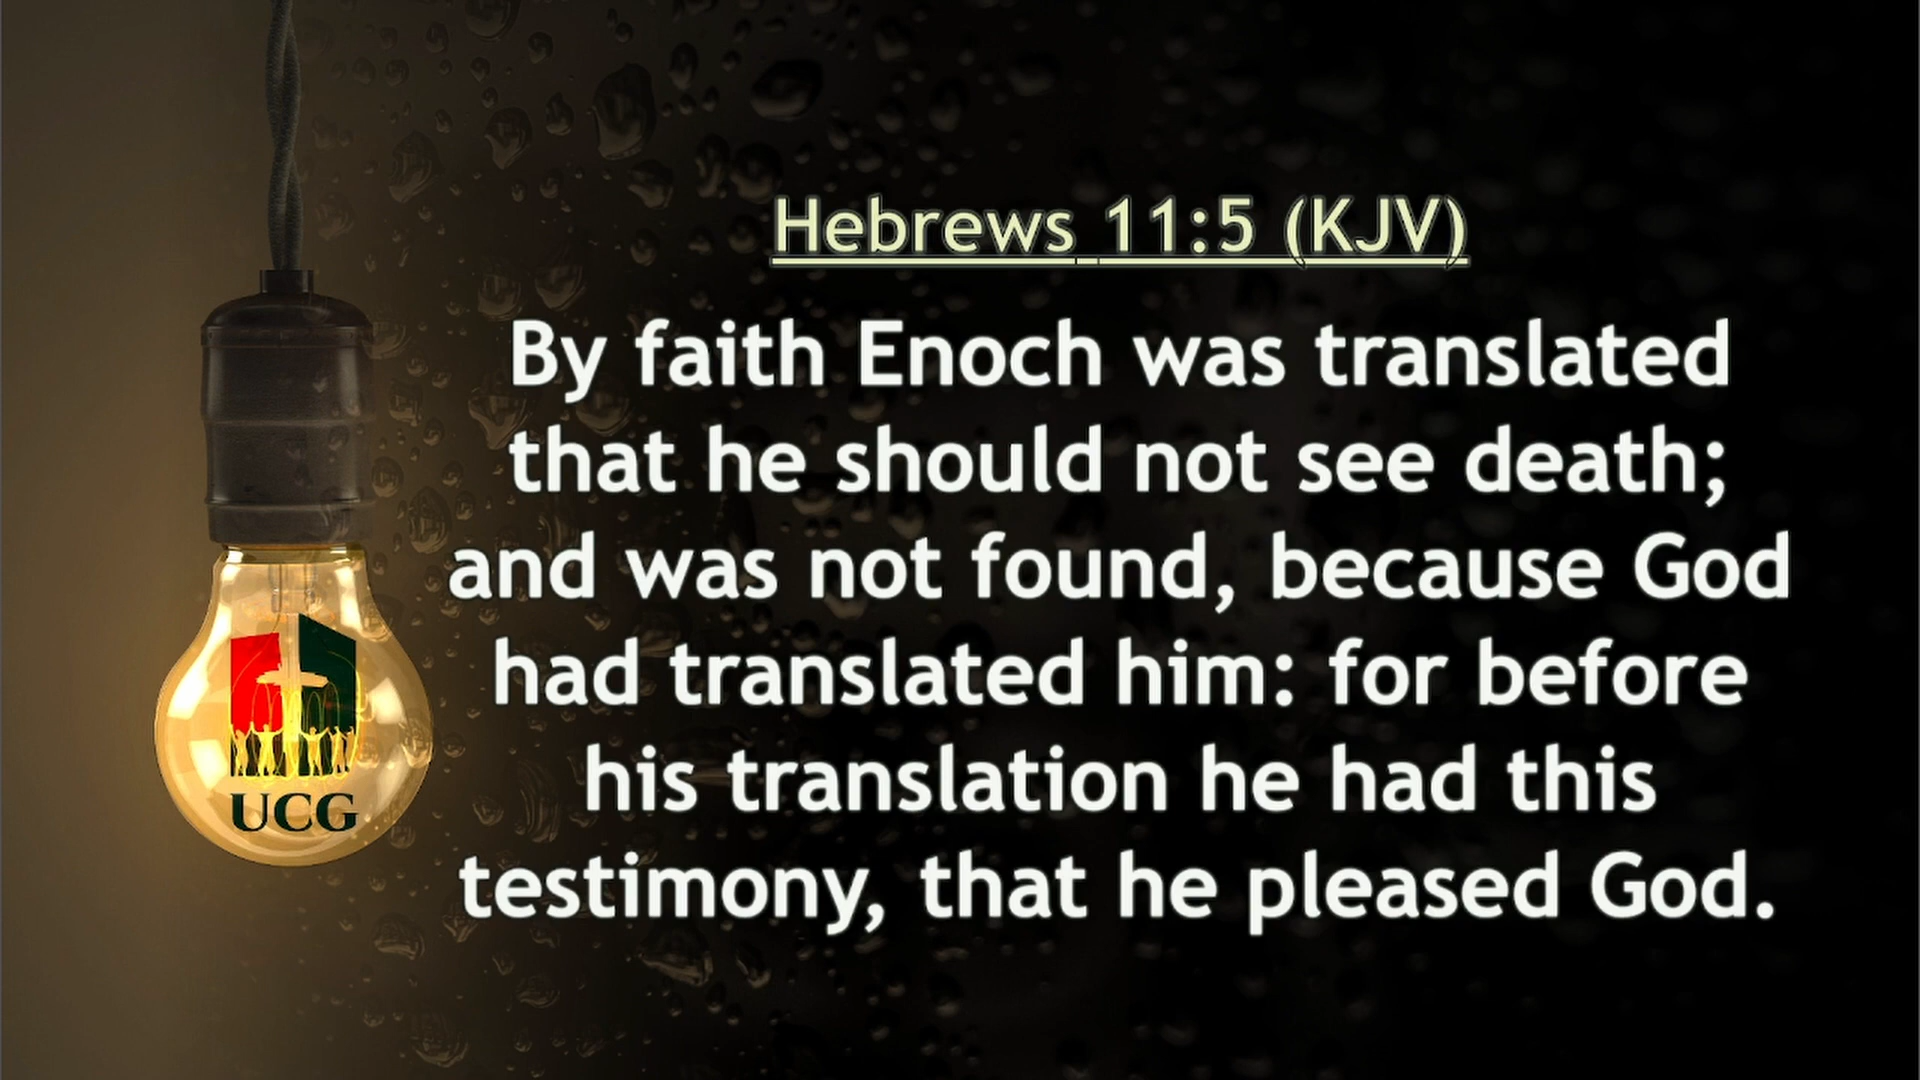 Hebrews 11:5 (KJV)
By faith Enoch was translated
that he should not see death;
and was not found, because God
had translated him: for before
his translation he had this
testimony, that he pleased God.
UCG